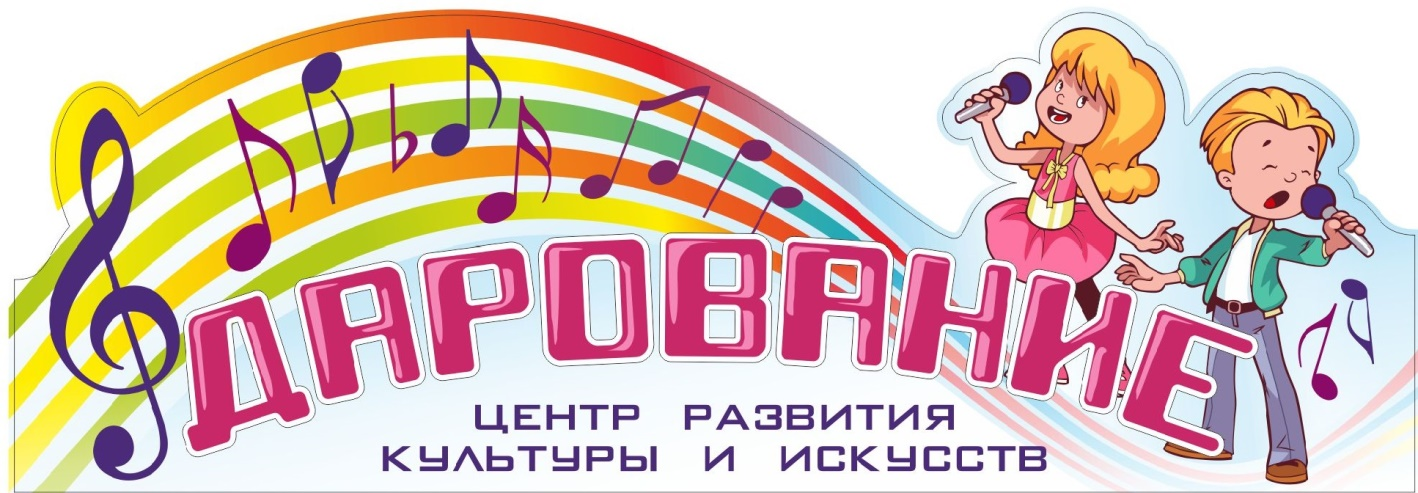 ДАРОВАНИЕ
ЦЕНТР РАЗВИТИЯ
КУЛЬТУРЫ И ИСКУССТВ